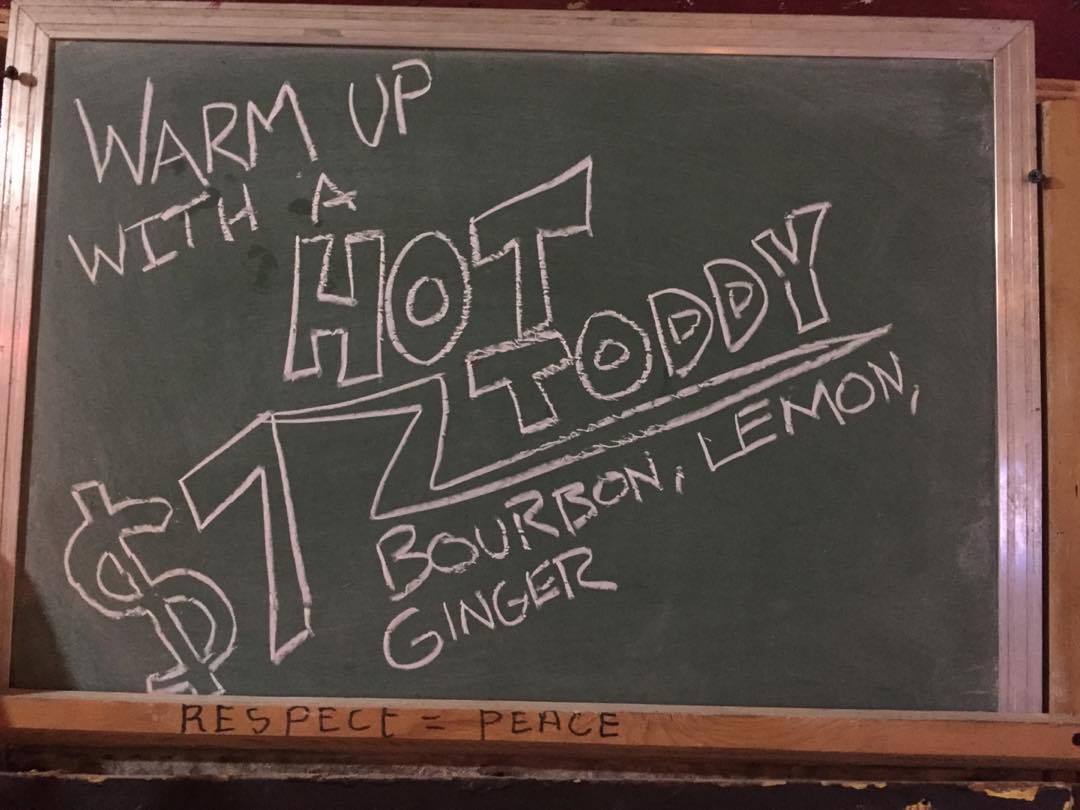 WARM UP
WITH A
HOT
TODDY
$7
BOURBON, LEMON,
GINGER
RESPECT = PEACE